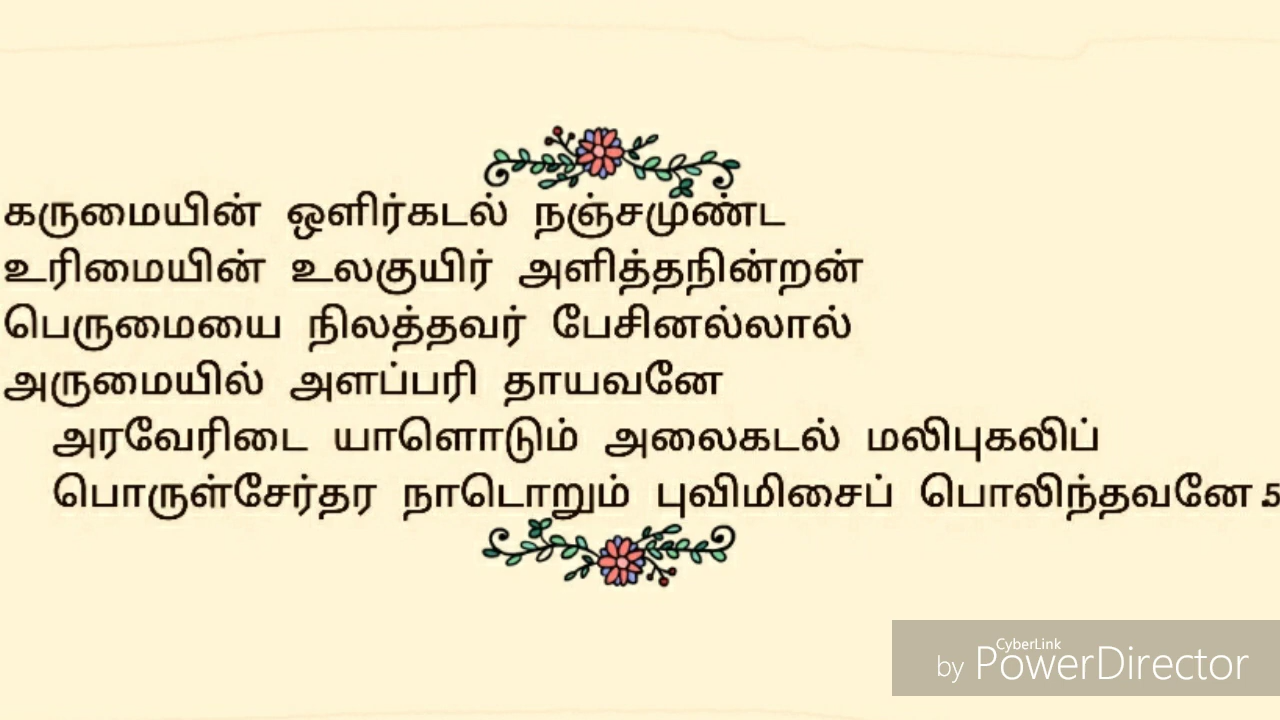 கருமையின் ஒளிர்கடல் நஞ்சமுண்ட
உரிமையின் உலகுயிர் அளித்தநின்றன்
பெருமையை நிலத்தவர் பேசினல்லால்
அருமையில் அளப்பரி தாயவனே
அரவேரிடை யாளொடும் அலைகடல் மலிபுகலிப்
பொருள்சேர்தர நாடொறும் புவிமிசைப் பொலிந்தவனே 5
CyberLink
by PowerDirector